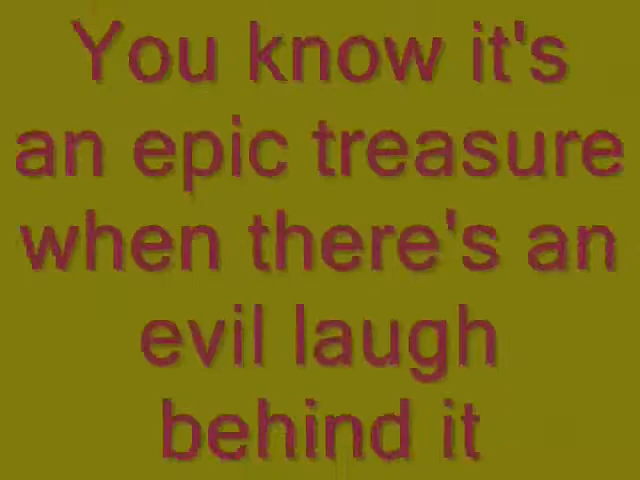 You know it's
an epic treasure
when there's an
evil laugh
behind it